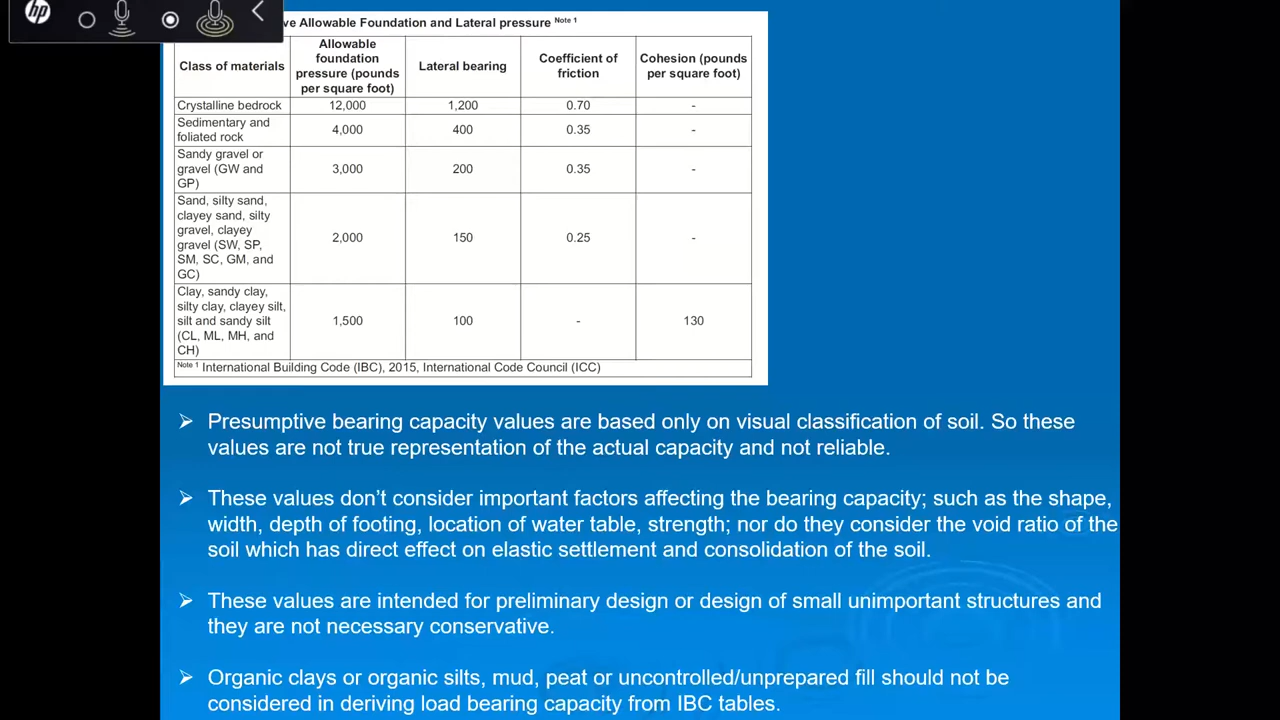 hp
ve Allowable Foundation and Lateral pressure Note 1
Class of materials
Allowable
foundation
pressure (pounds
per square foot)
Lateral bearing
Coefficient of
friction
Cohesion (pounds
per square foot)
Crystalline bedrock 12,000 1,200 0.70 -
Sedimentary and
foliated rock
4,000 400 0.35 -
Sandy gravel or
gravel (GW and
GP)
3,000 200 0.35 -
Sand, silty sand,
clayey sand, silty
gravel, clayey
gravel (SW, SP,
SM, SC, GM, and
GC)
2,000 150 0.25 -
Clay, sandy clay,
silty clay, clayey silt,
silt and sandy silt
(CL, ML, MH, and
CH)
1,500 100 - 130
Note 1 International Building Code (IBC), 2015, International Code Council (ICC)
Presumptive bearing capacity values are based only on visual classification of soil. So these
values are not true representation of the actual capacity and not reliable.
These values don't consider important factors affecting the bearing capacity; such as the shape,
width, depth of footing, location of water table, strength; nor do they consider the void ratio of the
soil which has direct effect on elastic settlement and consolidation of the soil.
These values are intended for preliminary design or design of small unimportant structures and
they are not necessary conservative.
Organic clays or organic silts, mud, peat or uncontrolled/unprepared fill should not be
considered in deriving load bearing capacity from IBC tables.